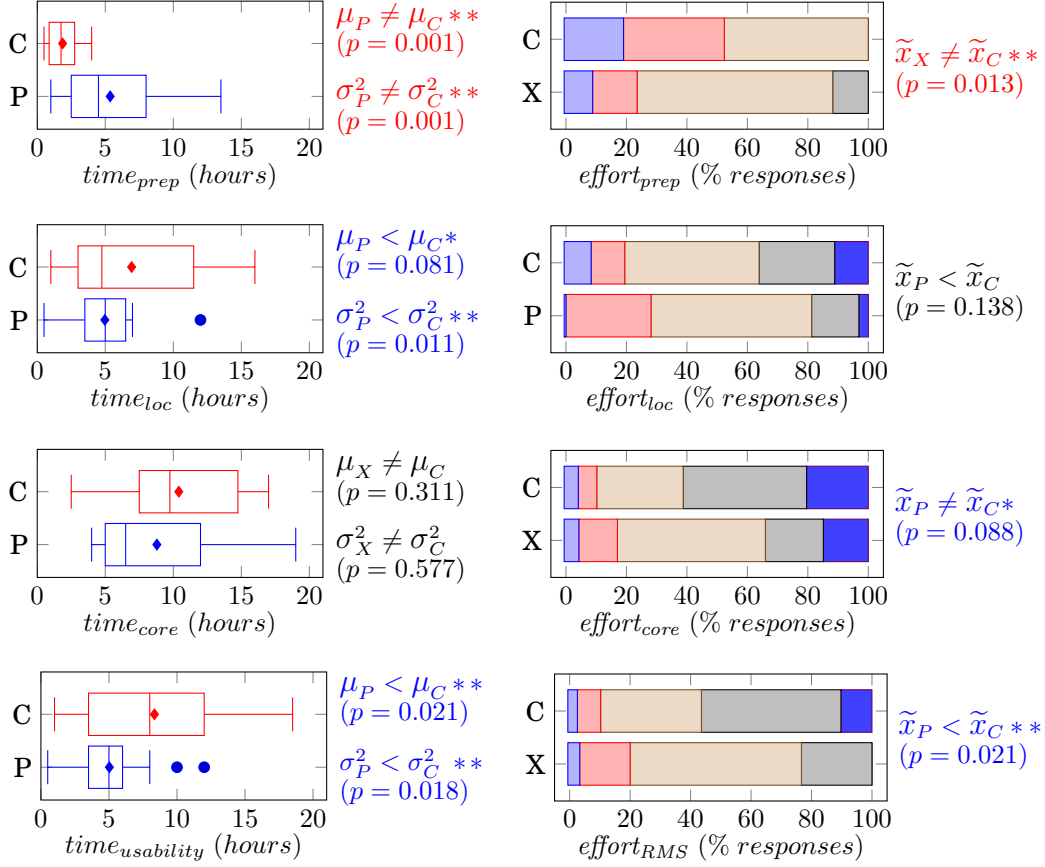 C
P
0 5 10 15 20
time_prep (hours)
μ_P ≠ μ_C **
(p = 0.001)
σ²_P ≠ σ²_C **
(p = 0.001)
C
X
0 20 40 60 80 100
effort_prep (% responses)
x̃_X ≠ x̃_C **
(p = 0.013)
C
P
0 5 10 15 20
time_loc (hours)
μ_P < μ_C *
(p = 0.081)
σ²_P < σ²_C **
(p = 0.011)
C
P
0 20 40 60 80 100
effort_loc (% responses)
x̃_P < x̃_C
(p = 0.138)
C
P
0 5 10 15 20
time_core (hours)
μ_X ≠ μ_C
(p = 0.311)
σ²_X ≠ σ²_C
(p = 0.577)
C
X
0 20 40 60 80 100
effort_core (% responses)
x̃_P ≠ x̃_C *
(p = 0.088)
C
P
0 5 10 15 20
time_usability (hours)
μ_P < μ_C **
(p = 0.021)
σ²_P < σ²_C **
(p = 0.018)
C
X
0 20 40 60 80 100
effort_RMS (% responses)
x̃_P < x̃_C **
(p = 0.021)